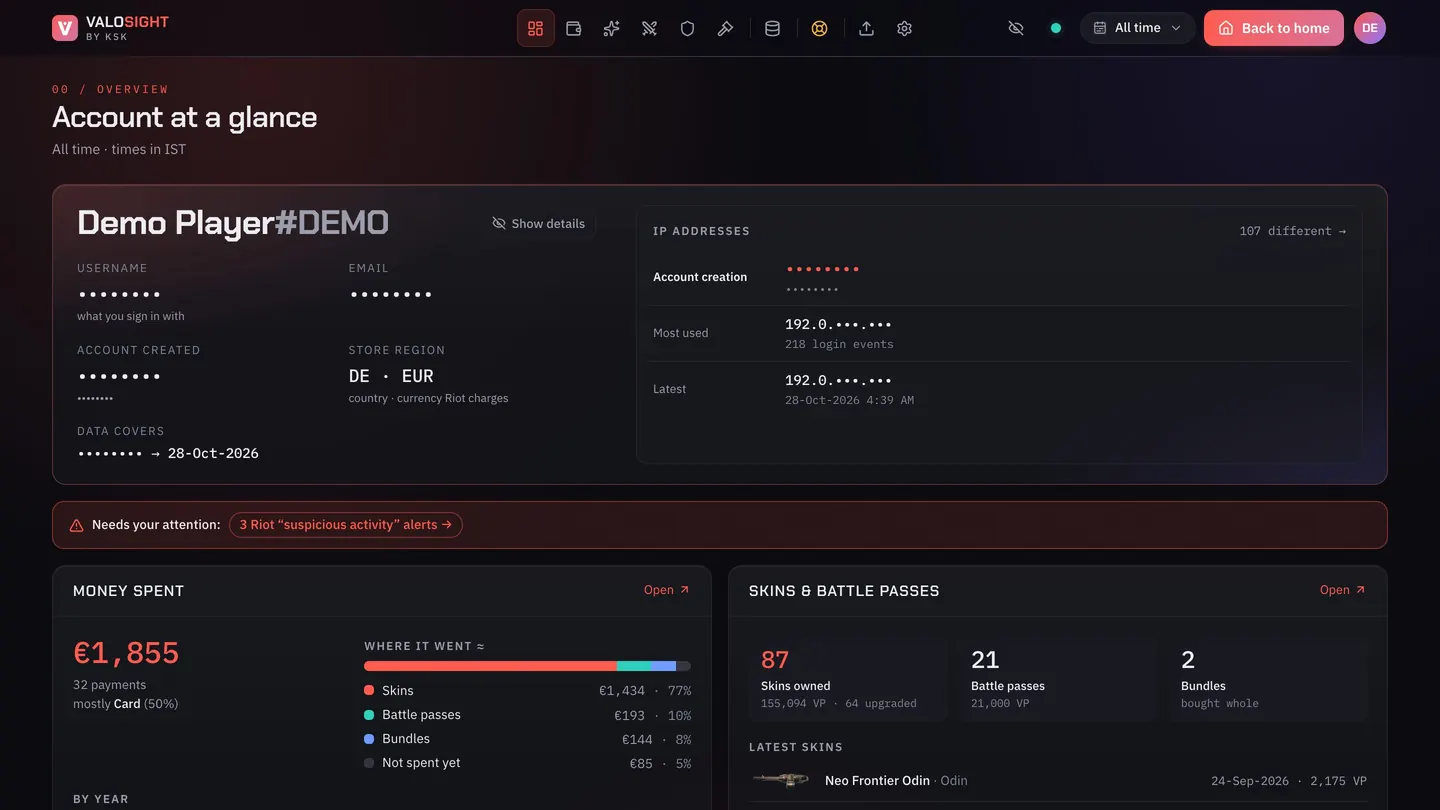 VALOSIGHT
BY KSK
All time
Back to home
DE
00 / OVERVIEW
Account at a glance
All time · times in IST
Demo Player#DEMO
Show details
USERNAME
••••••••
what you sign in with
EMAIL
••••••••
ACCOUNT CREATED
••••••••
••••••••
STORE REGION
DE · EUR
country · currency Riot charges
DATA COVERS
•••••••• → 28-Oct-2026
IP ADDRESSES
107 different →
Account creation
••••••••
••••••••
Most used
192.0.•••.•••
218 login events
Latest
192.0.•••.•••
28-Oct-2026 4:39 AM
Needs your attention:
3 Riot “suspicious activity” alerts →
MONEY SPENT
Open ↗
€1,855
32 payments
mostly Card (50%)
WHERE IT WENT ≈
Skins €1,434 · 77%
Battle passes €193 · 10%
Bundles €144 · 8%
Not spent yet €85 · 5%
BY YEAR
SKINS & BATTLE PASSES
Open ↗
87
Skins owned
155,094 VP · 64 upgraded
21
Battle passes
21,000 VP
2
Bundles
bought whole
LATEST SKINS
Neo Frontier Odin · Odin
24-Sep-2026 · 2,175 VP